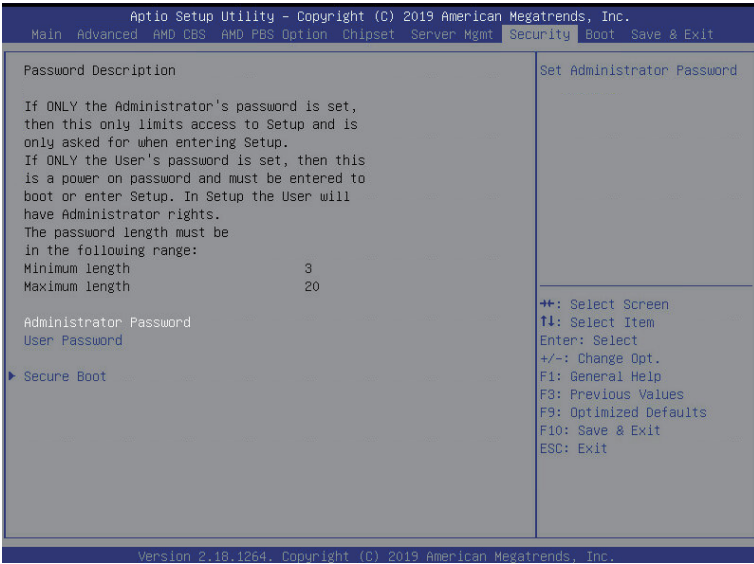 Aptio Setup Utility – Copyright (C) 2019 American Megatrends, Inc.
Main Advanced AMD CBS AMD PBS Option Chipset Server Mgmt Security Boot Save & Exit
Password Description
If ONLY the Administrator's password is set,
then this only limits access to Setup and is
only asked for when entering Setup.
If ONLY the User's password is set, then this
is a power on password and must be entered to
boot or enter Setup. In Setup the User will
have Administrator rights.
The password length must be
in the following range:
Minimum length 3
Maximum length 20
Administrator Password
User Password
Secure Boot
Set Administrator Password
→←: Select Screen
↑↓: Select Item
Enter: Select
+/-: Change Opt.
F1: General Help
F3: Previous Values
F9: Optimized Defaults
F10: Save & Exit
ESC: Exit
Version 2.18.1264. Copyright (C) 2019 American Megatrends, Inc.